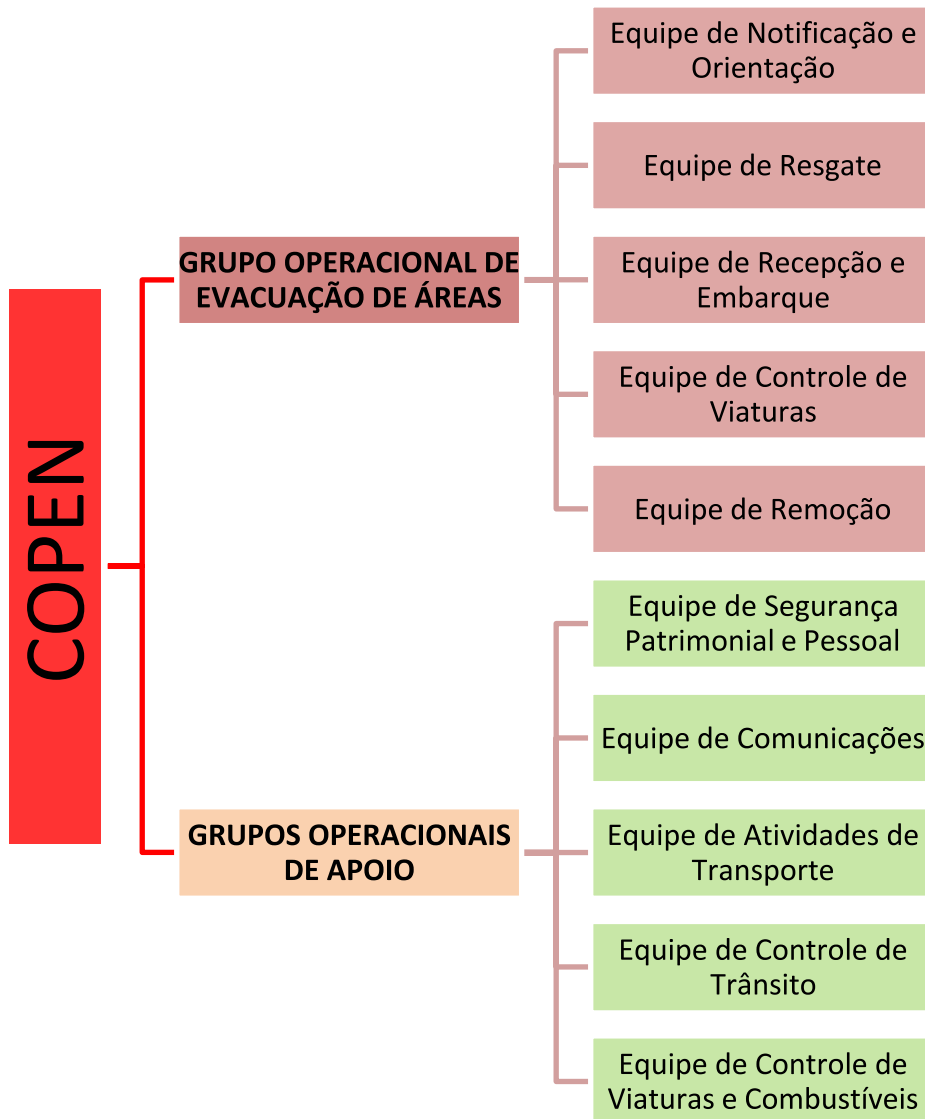 COPEN
GRUPO OPERACIONAL DE
EVACUAÇÃO DE ÁREAS
Equipe de Notificação e
Orientação
Equipe de Resgate
Equipe de Recepção e
Embarque
Equipe de Controle de
Viaturas
Equipe de Remoção
GRUPOS OPERACIONAIS
DE APOIO
Equipe de Segurança
Patrimonial e Pessoal
Equipe de Comunicações
Equipe de Atividades de
Transporte
Equipe de Controle de
Trânsito
Equipe de Controle de
Viaturas e Combustíveis